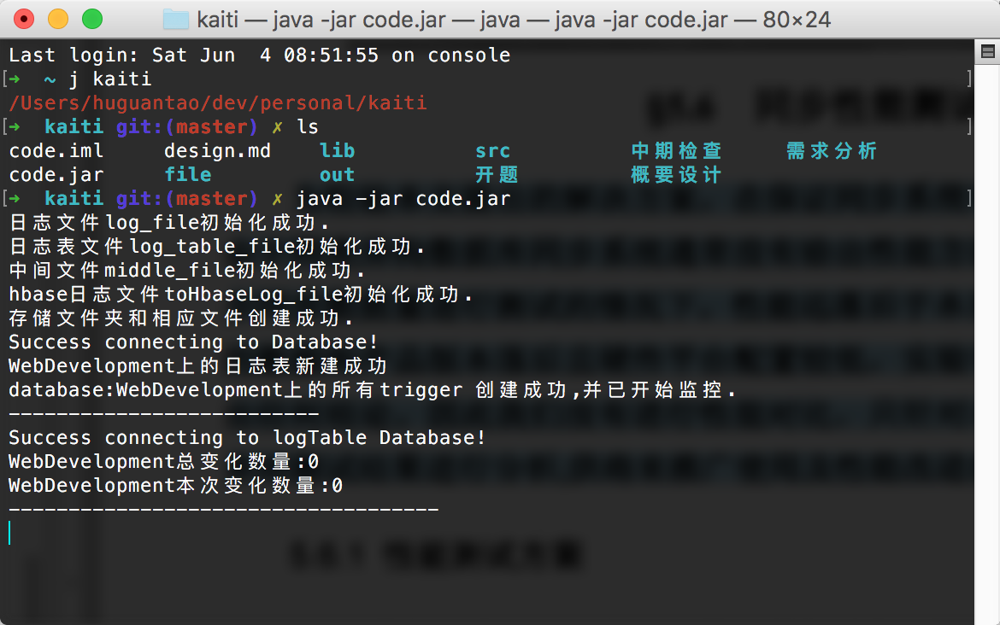 kaiti — java -jar code.jar — java — java -jar code.jar — 80×24
Last login: Sat Jun  4 08:51:55 on console
➜  ~ j kaiti
/Users/huguantao/dev/personal/kaiti
➜  kaiti git:(master) ✗ ls
code.iml     design.md    lib          src          中期检查     需求分析
code.jar     file         out          开题         概要设计
➜  kaiti git:(master) ✗ java -jar code.jar
日志文件log_file初始化成功.
日志表文件log_table_file初始化成功.
中间文件middle_file初始化成功.
hbase日志文件toHbaseLog_file初始化成功.
存储文件夹和相应文件创建成功.
Success connecting to Database!
WebDevelopment上的日志表新建成功
database:WebDevelopment上的所有trigger 创建成功,并已开始监控.
--------------------------
Success connecting to logTable Database!
WebDevelopment总变化数量:0
WebDevelopment本次变化数量:0
------------------------------------